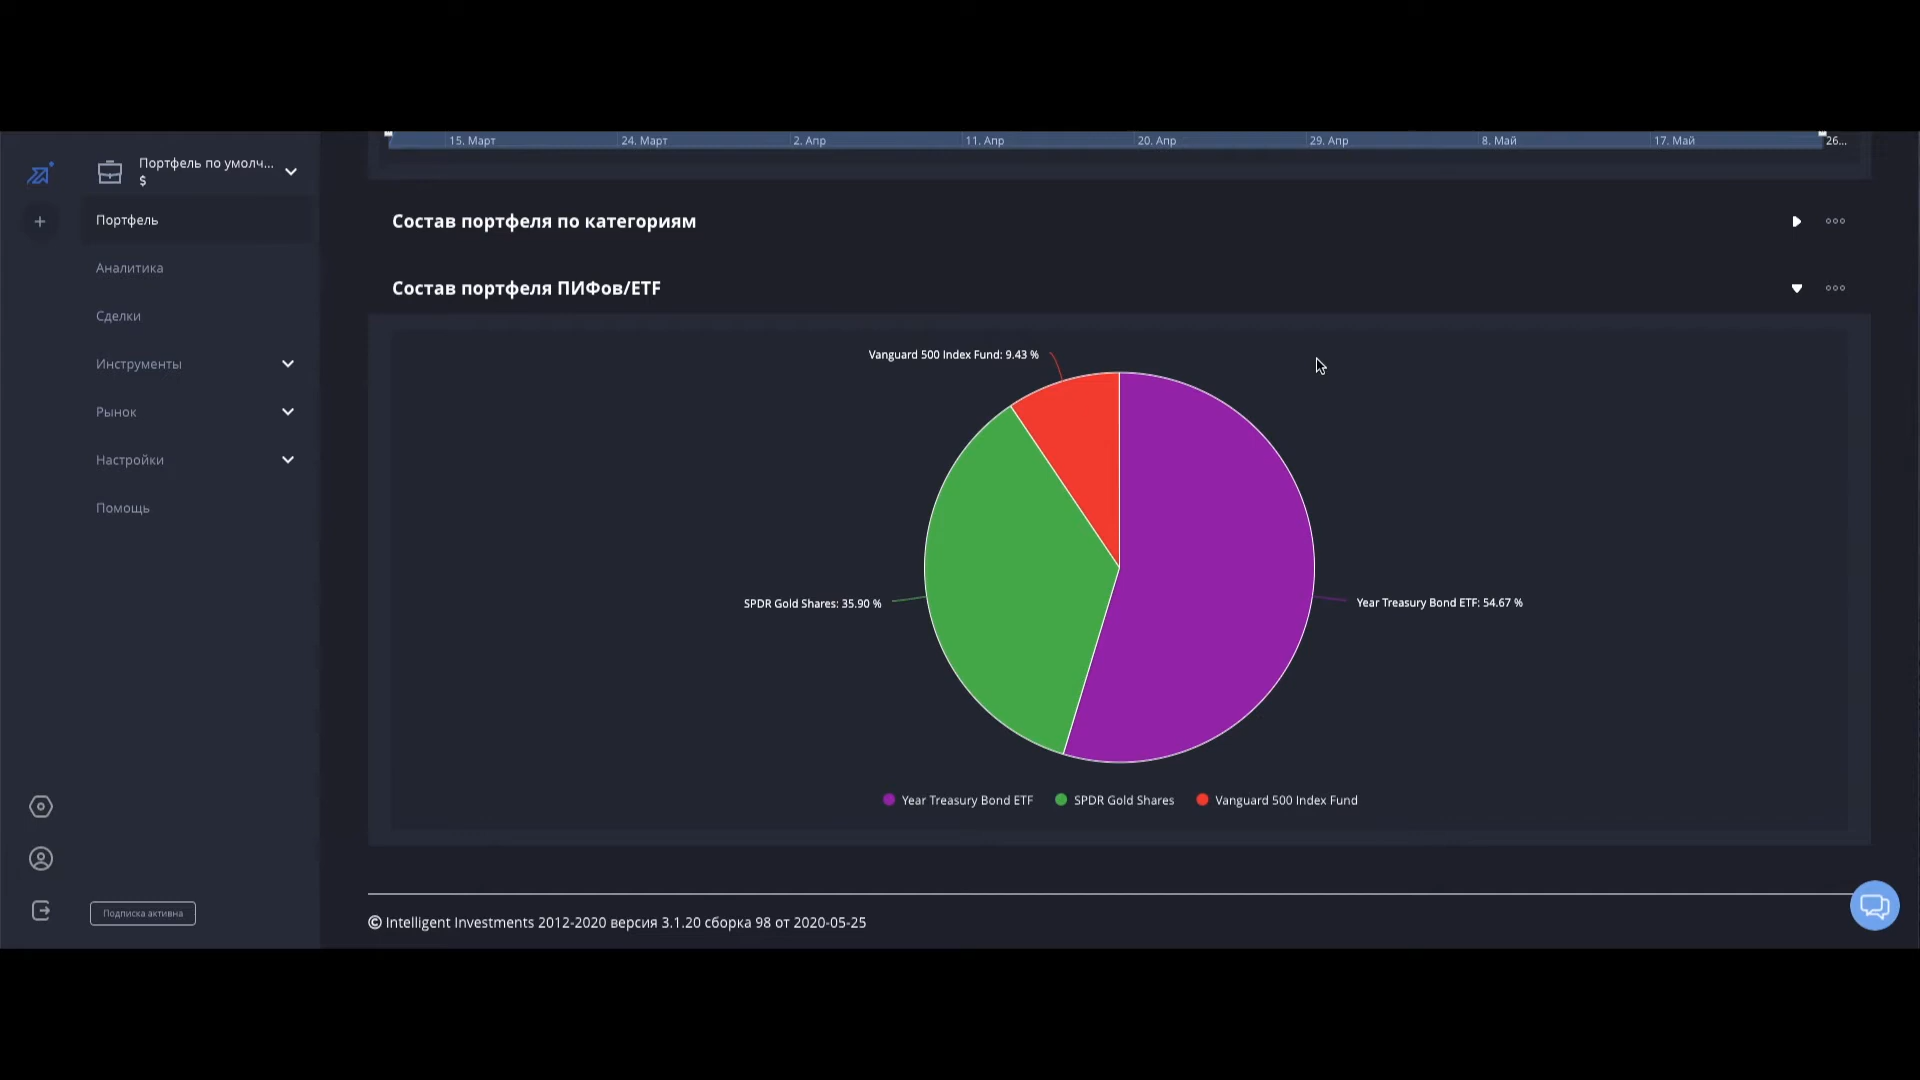 15. Март 24. Март 2. Апр 11. Апр 20. Апр 29. Апр 8. Май 17. Май 26...
Портфель по умолч...
$
Портфель
Аналитика
Сделки
Инструменты
Рынок
Настройки
Помощь
Подписка активна
Состав портфеля по категориям
Состав портфеля ПИФов/ETF
Vanguard 500 Index Fund: 9.43 %
SPDR Gold Shares: 35.90 %
Year Treasury Bond ETF: 54.67 %
Year Treasury Bond ETF SPDR Gold Shares Vanguard 500 Index Fund
© Intelligent Investments 2012-2020 версия 3.1.20 сборка 98 от 2020-05-25